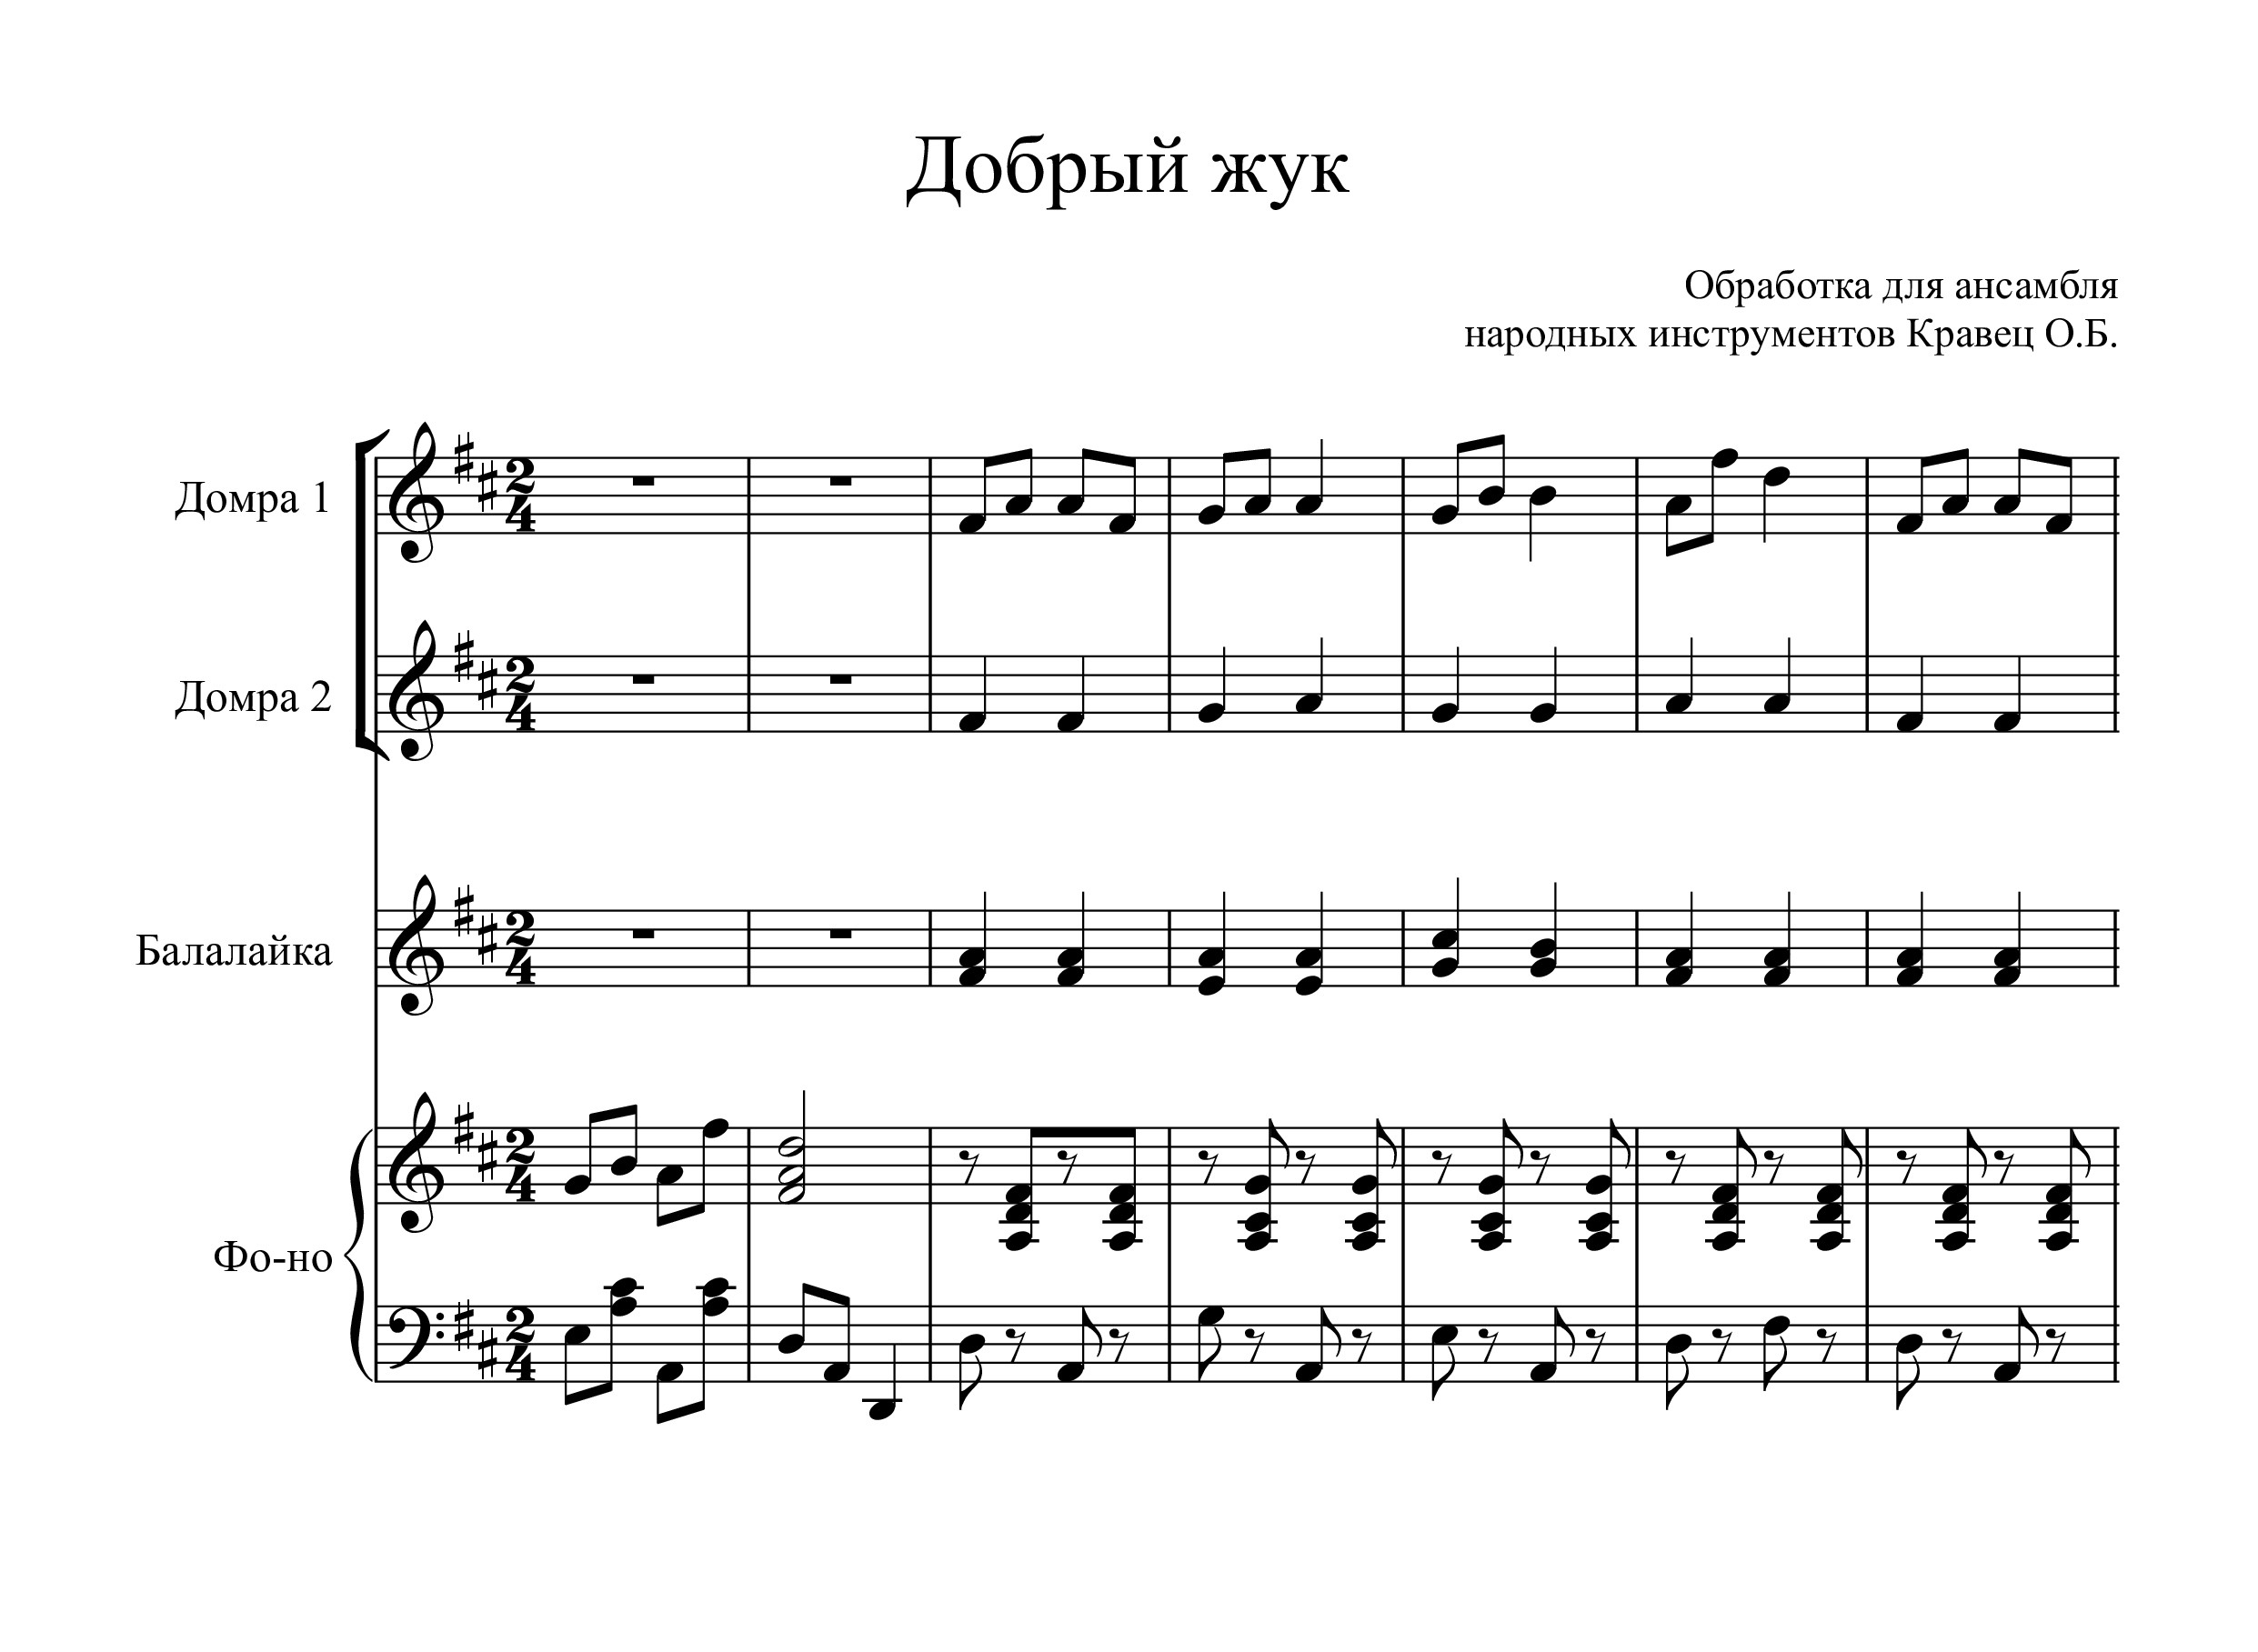 Добрый жук
Обработка для ансамбля
народных инструментов Кравец О.Б.
Домра 1
Домра 2
Балалайка
Фо-но